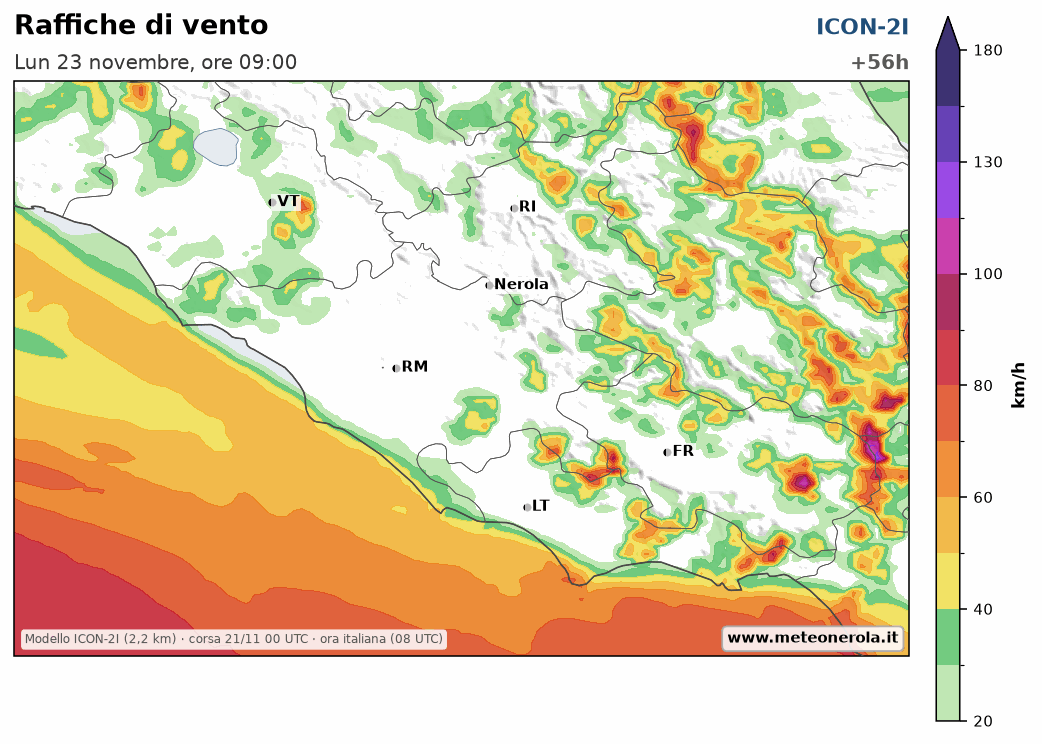 Raffiche di vento
ICON-2I
Lun 23 novembre, ore 09:00
+56h
180
130
100
80
60
40
20
km/h
VT
RI
Nerola
RM
FR
LT
Modello ICON-2I (2,2 km) · corsa 21/11 00 UTC · ora italiana (08 UTC)
www.meteonerola.it